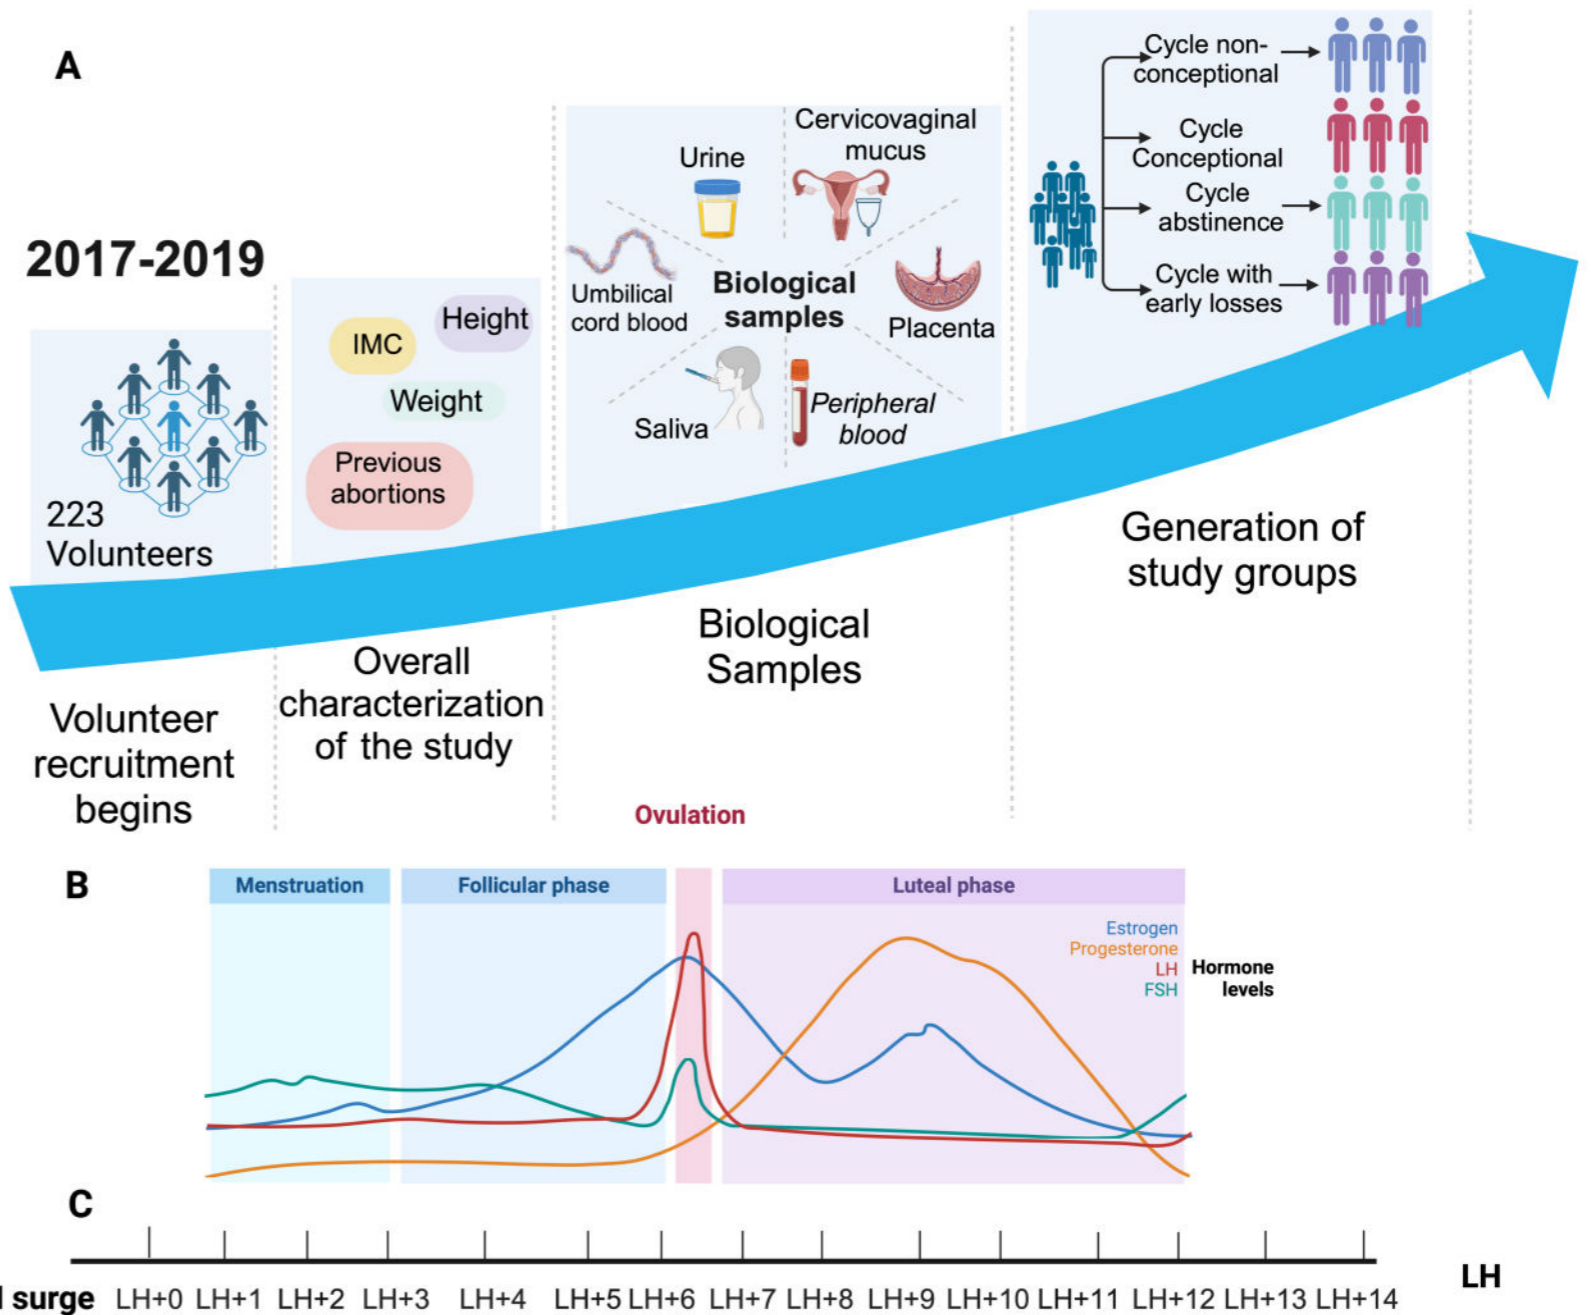 A
2017-2019
223
Volunteers
Volunteer
recruitment
begins
IMC
Height
Weight
Previous
abortions
Overall
characterization
of the study
Urine
Cervicovaginal
mucus
Umbilical
cord blood
Biological
samples
Placenta
Saliva
Peripheral
blood
Biological
Samples
Cycle non-
conceptional
Cycle
Conceptional
Cycle
abstinence
Cycle with
early losses
Generation of
study groups
Ovulation
B
Menstruation
Follicular phase
Luteal phase
Estrogen
Progesterone
LH
FSH
Hormone
levels
C
surge
LH+0 LH+1 LH+2 LH+3 LH+4 LH+5 LH+6 LH+7 LH+8 LH+9 LH+10 LH+11 LH+12 LH+13 LH+14
LH